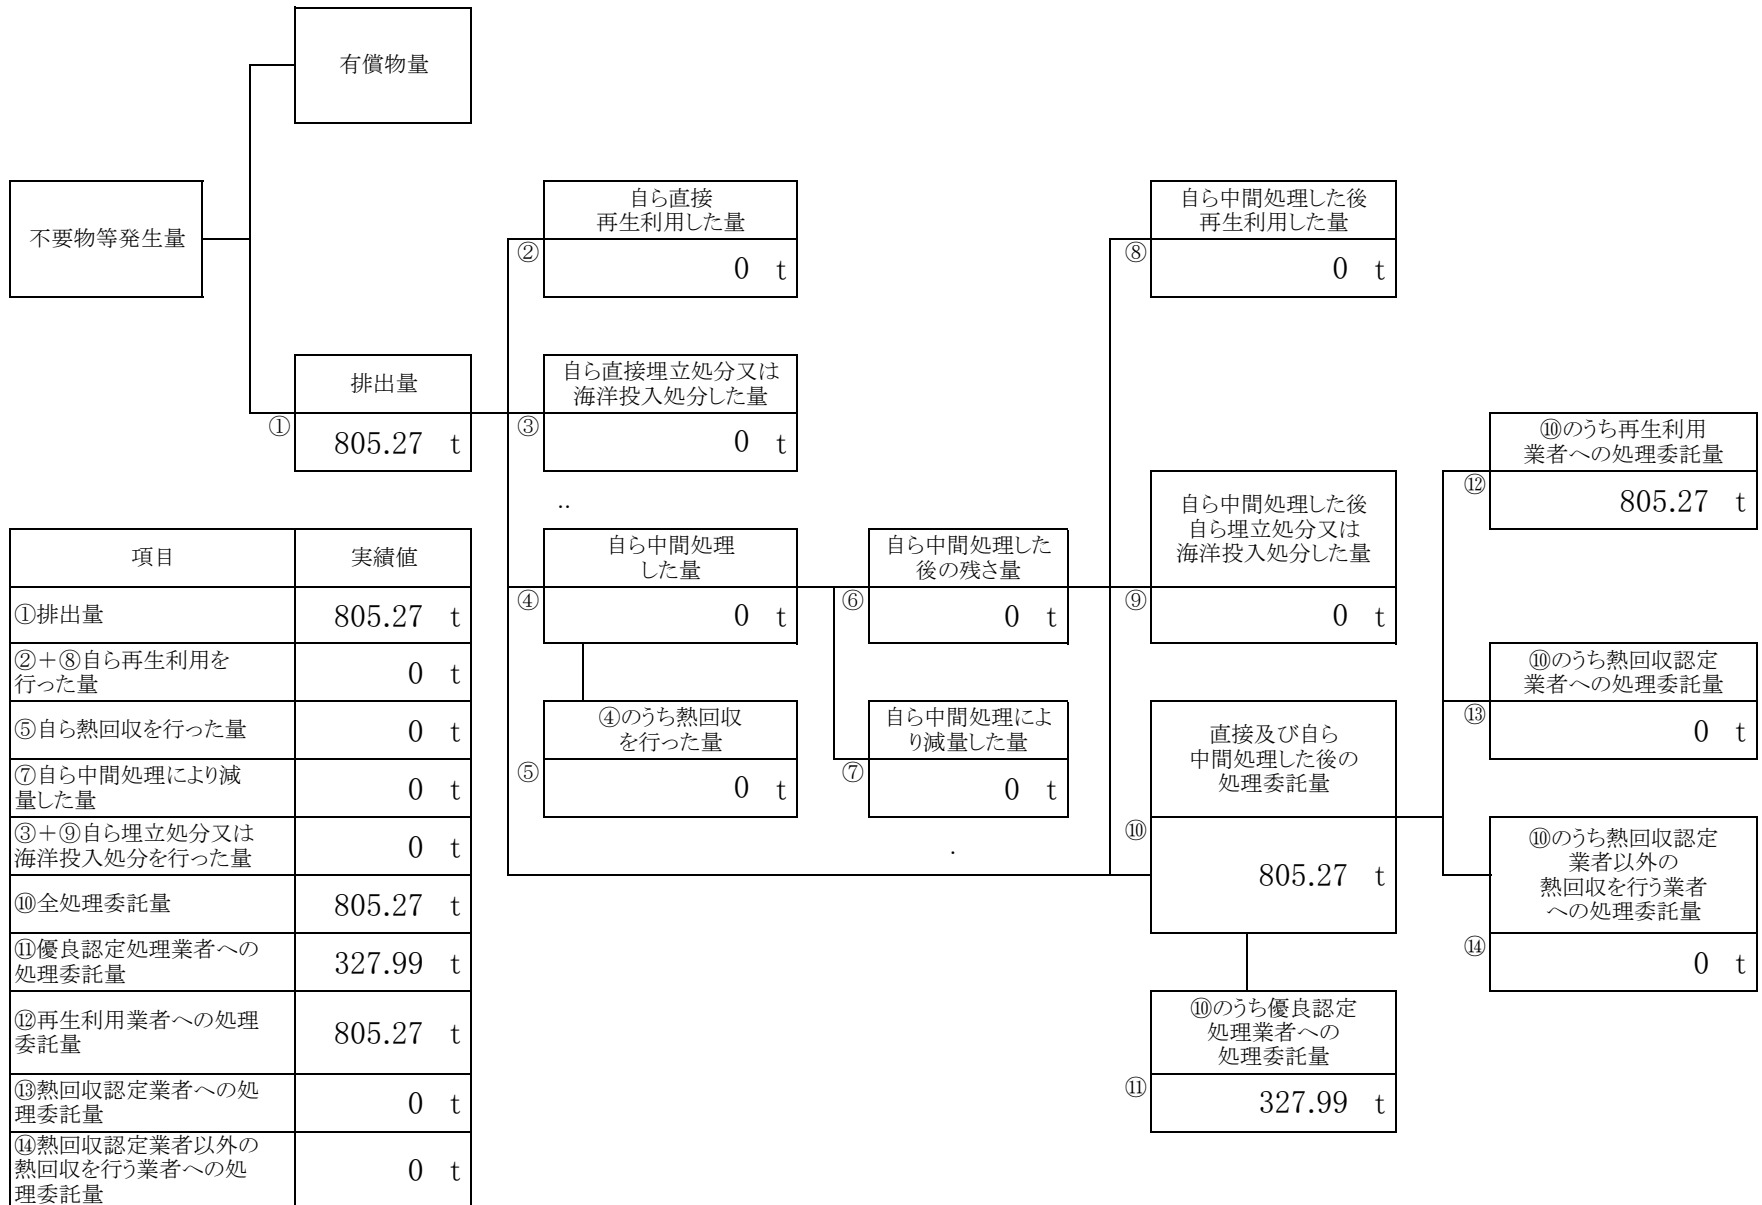 有償物量
不要物等発生量
自ら直接
再生利用した量
②
0 t
自ら中間処理した後
再生利用した量
⑧
0 t
排出量
①
805.27 t
自ら直接埋立処分又は
海洋投入処分した量
③
0 t
‥
⑩のうち再生利用
業者への処理委託量
⑫
805.27 t
自ら中間処理
した量
④
0 t
自ら中間処理した
後の残さ量
⑥
0 t
自ら中間処理した後
自ら埋立処分又は
海洋投入処分した量
⑨
0 t
⑩のうち熱回収認定
業者への処理委託量
⑬
0 t
④のうち熱回収
を行った量
⑤
0 t
自ら中間処理によ
り減量した量
⑦
0 t
.
直接及び自ら
中間処理した後の
処理委託量
⑩
805.27 t
⑩のうち熱回収認定
業者以外の
熱回収を行う業者
への処理委託量
⑭
0 t
⑩のうち優良認定
処理業者への
処理委託量
⑪
327.99 t
項目 実績値
①排出量 805.27 t
②+⑧自ら再生利用を
行った量 0 t
⑤自ら熱回収を行った量 0 t
⑦自ら中間処理により減
量した量 0 t
③+⑨自ら埋立処分又は
海洋投入処分を行った量 0 t
⑩全処理委託量 805.27 t
⑪優良認定処理業者への
処理委託量 327.99 t
⑫再生利用業者への処理
委託量 805.27 t
⑬熱回収認定業者への処
理委託量 0 t
⑭熱回収認定業者以外の
熱回収を行う業者への処
理委託量 0 t